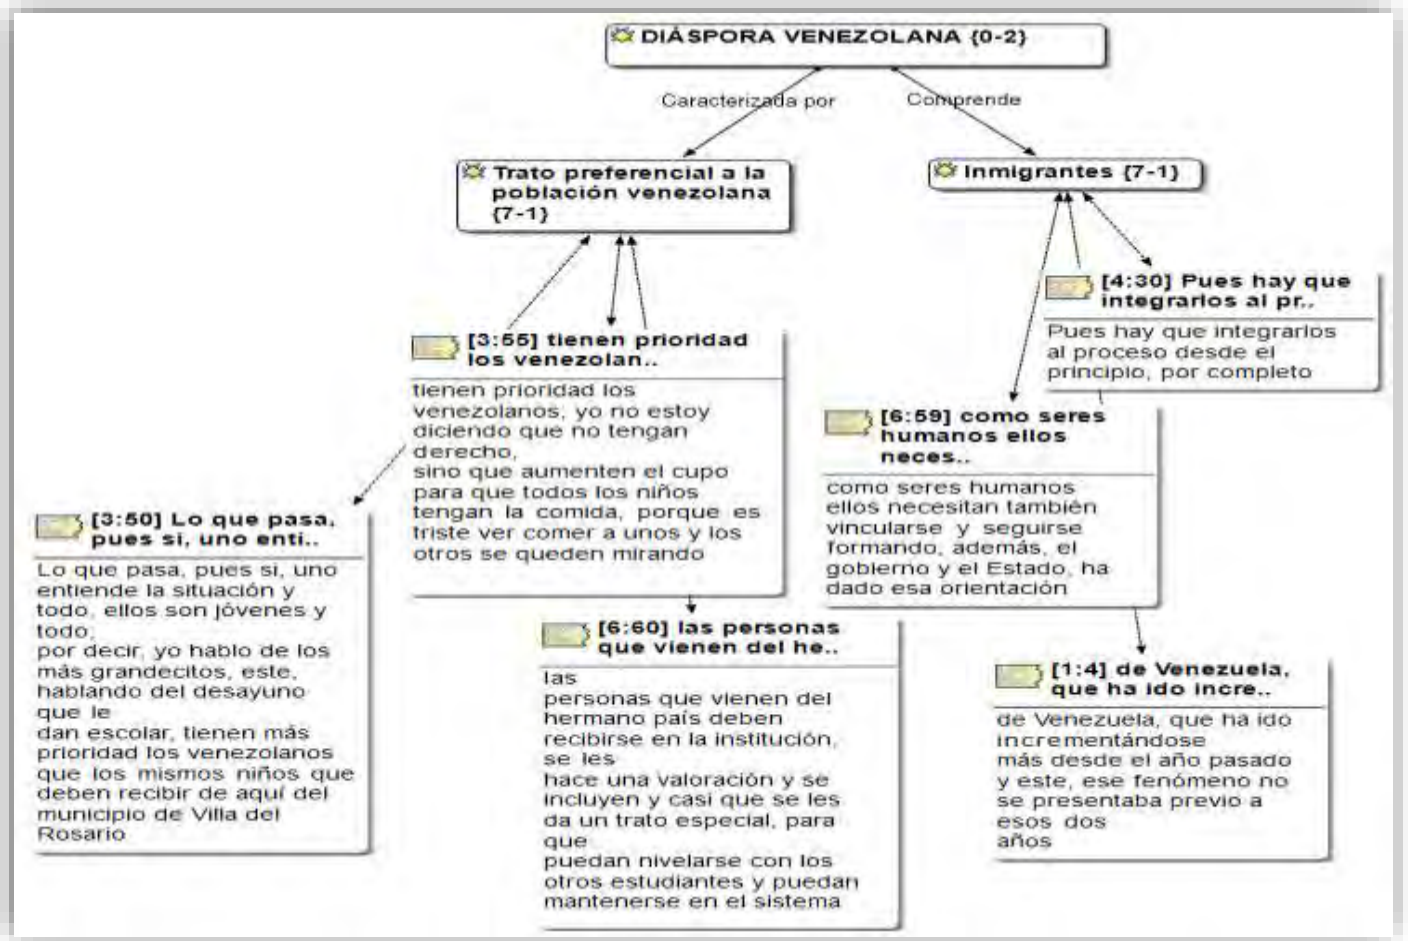 DIÁSPORA VENEZOLANA {0-2}
Caracterizada por
Comprende
Trato preferencial a la
población venezolana
{7-1}
Inmigrantes {7-1}
[4:30] Pues hay que
integrarlos al pr..
Pues hay que integrarlos
al proceso desde el
principio, por completo
[3:55] tienen prioridad
los venezolan..
tienen prioridad los
venezolanos, yo no estoy
diciendo que no tengan
derecho,
sino que aumenten el cupo
para que todos los niños
tengan la comida, porque es
triste ver comer a unos y los
otros se queden mirando
[6:59] como seres
humanos ellos
neces..
como seres humanos
ellos necesitan también
vincularse y seguirse
formando, además, el
gobierno y el Estado, ha
dado esa orientación
[3:50] Lo que pasa,
pues si, uno enti..
Lo que pasa, pues si, uno
entiende la situación y
todo, ellos son jóvenes y
todo,
por decir, yo hablo de los
más grandecitos, este,
hablando del desayuno
que le
dan escolar, tienen más
prioridad los venezolanos
que los mismos niños que
deben recibir de aquí del
municipio de Villa del
Rosario
[6:60] las personas
que vienen del he..
las
personas que vienen del
hermano país deben
recibirse en la institución,
se les
hace una valoración y se
incluyen y casi que se les
da un trato especial, para
que
puedan nivelarse con los
otros estudiantes y puedan
mantenerse en el sistema
[1:4] de Venezuela,
que ha ido incre..
de Venezuela, que ha ido
incrementándose
más desde el año pasado
y este, ese fenómeno no
se presentaba previo a
esos dos
años